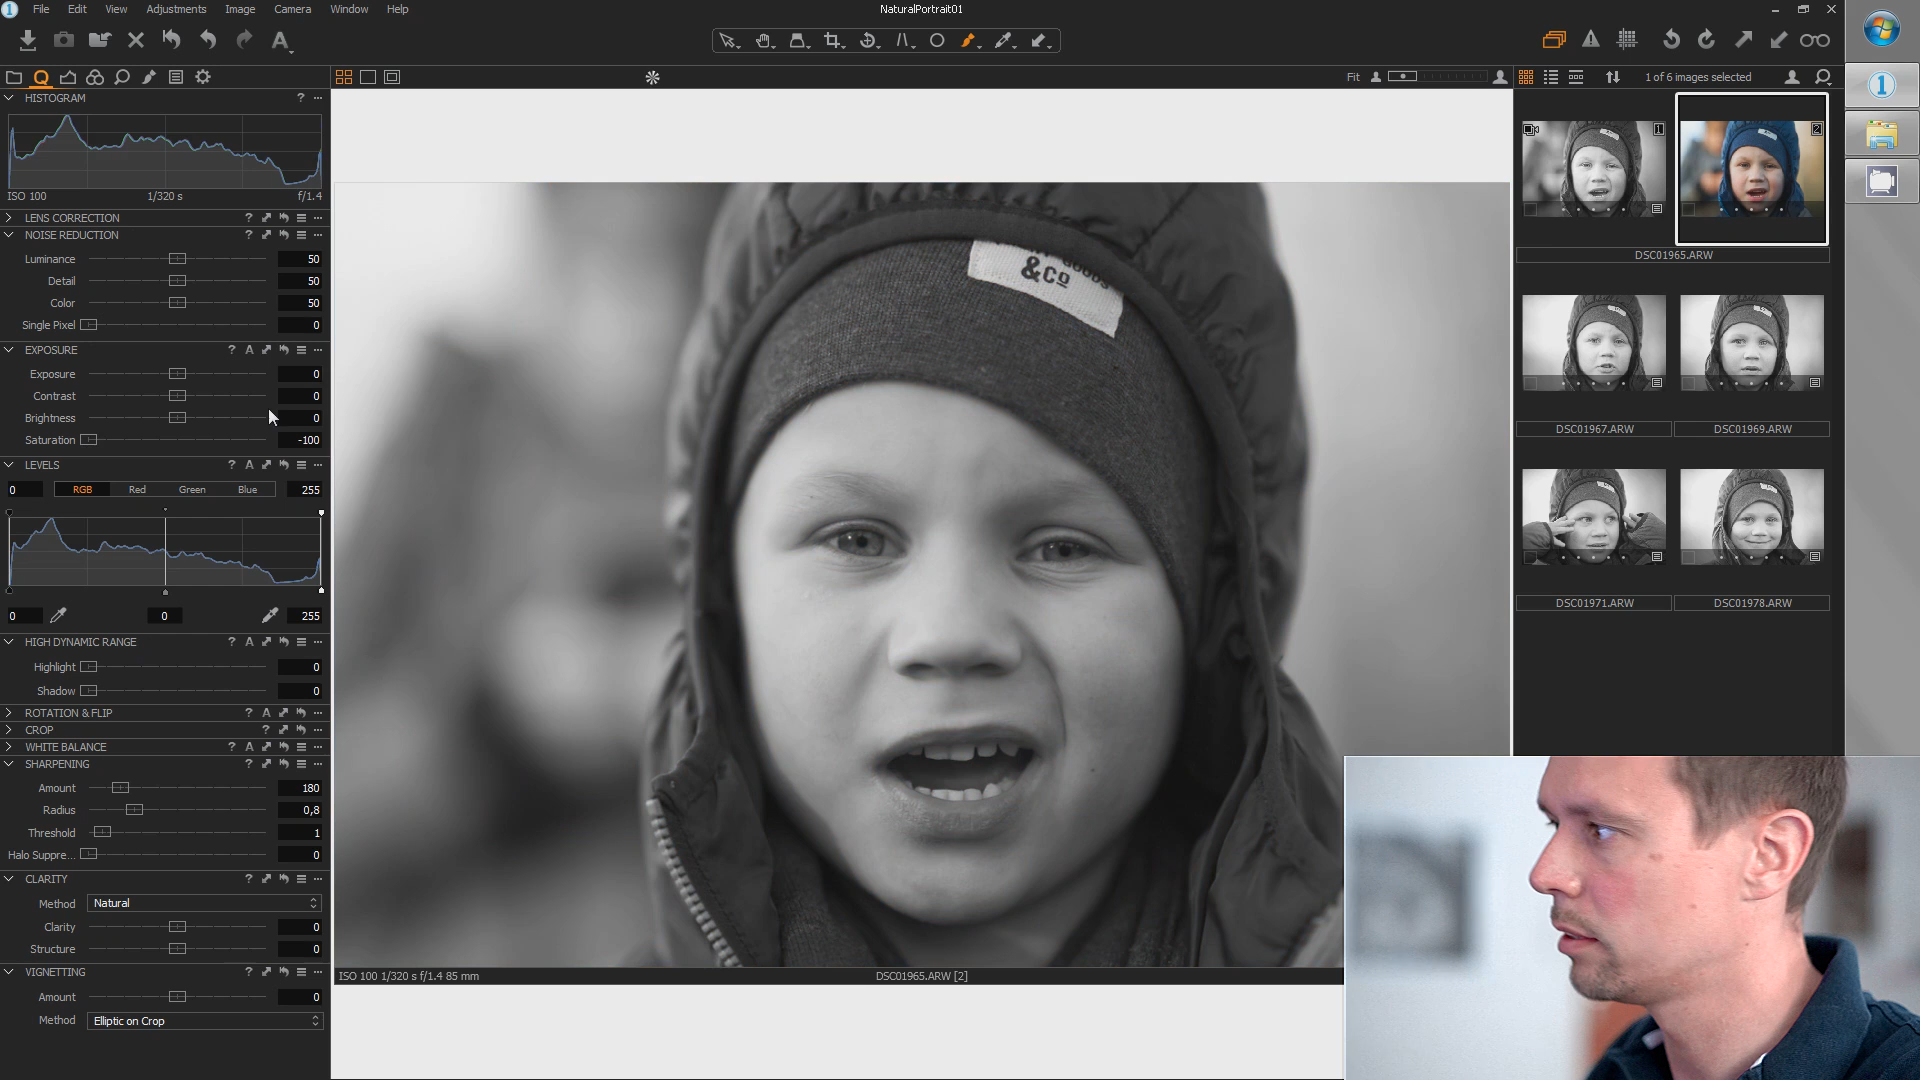 File Edit View Adjustments Image Camera Window Help
NaturalPortrait01
Fit
1 of 6 images selected
HISTOGRAM
ISO 100 1/320 s f/1.4
LENS CORRECTION
NOISE REDUCTION
Luminance 50
Detail 50
Color 50
Single Pixel 0
EXPOSURE
Exposure 0
Contrast 0
Brightness 0
Saturation -100
LEVELS
0 RGB Red Green Blue 255
0 0 255
HIGH DYNAMIC RANGE
Highlight 0
Shadow 0
ROTATION & FLIP
CROP
WHITE BALANCE
SHARPENING
Amount 180
Radius 0,8
Threshold 1
Halo Suppre... 0
CLARITY
Method Natural
Clarity 0
Structure 0
VIGNETTING
Amount 0
Method Elliptic on Crop
GOODS
&Co
ISO 100 1/320 s f/1.4 85 mm
DSC01965.ARW [2]
1
2
DSC01965.ARW
DSC01967.ARW
DSC01969.ARW
DSC01971.ARW
DSC01978.ARW